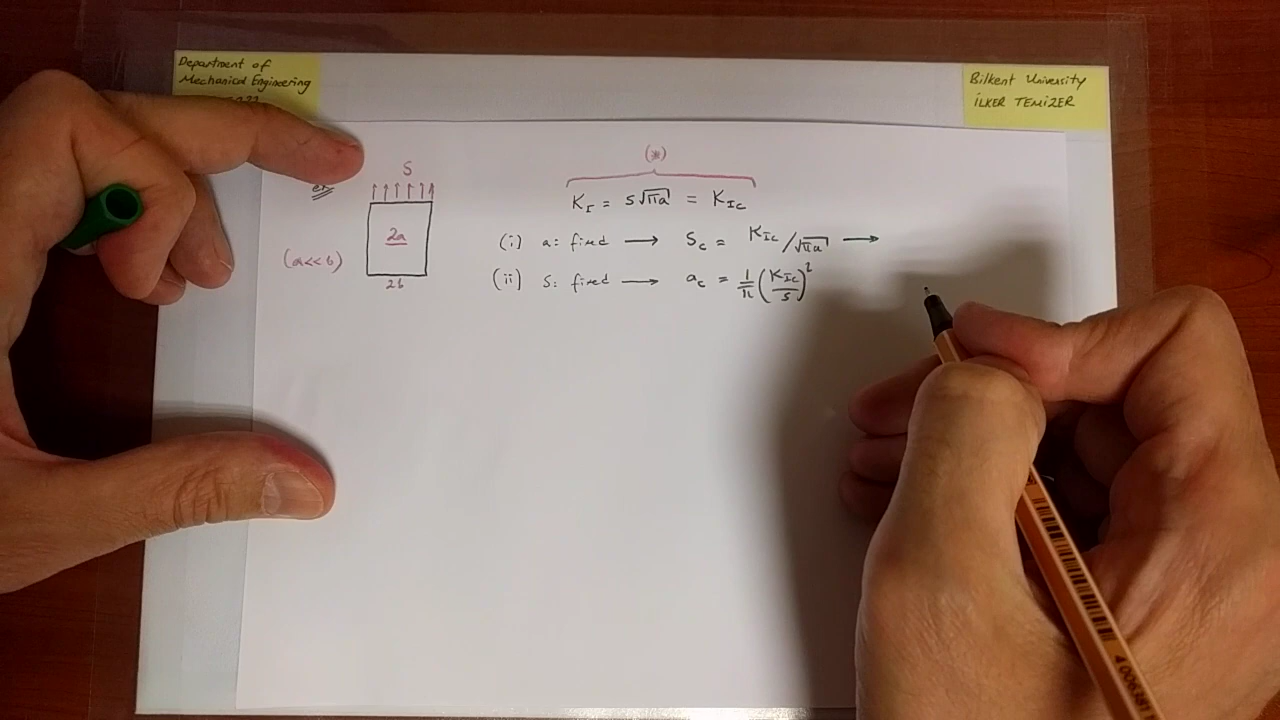 Department of
Mechanical Engineering
Bilkent University
İLKER TEMİZER
ex
S
2a
(a<<b)
2b
(*)
K_I = S√πa = K_Ic
(i) a: fixed → S_c = K_Ic/√πa →
(ii) S: fixed → a_c = 1/π (K_Ic/S)²